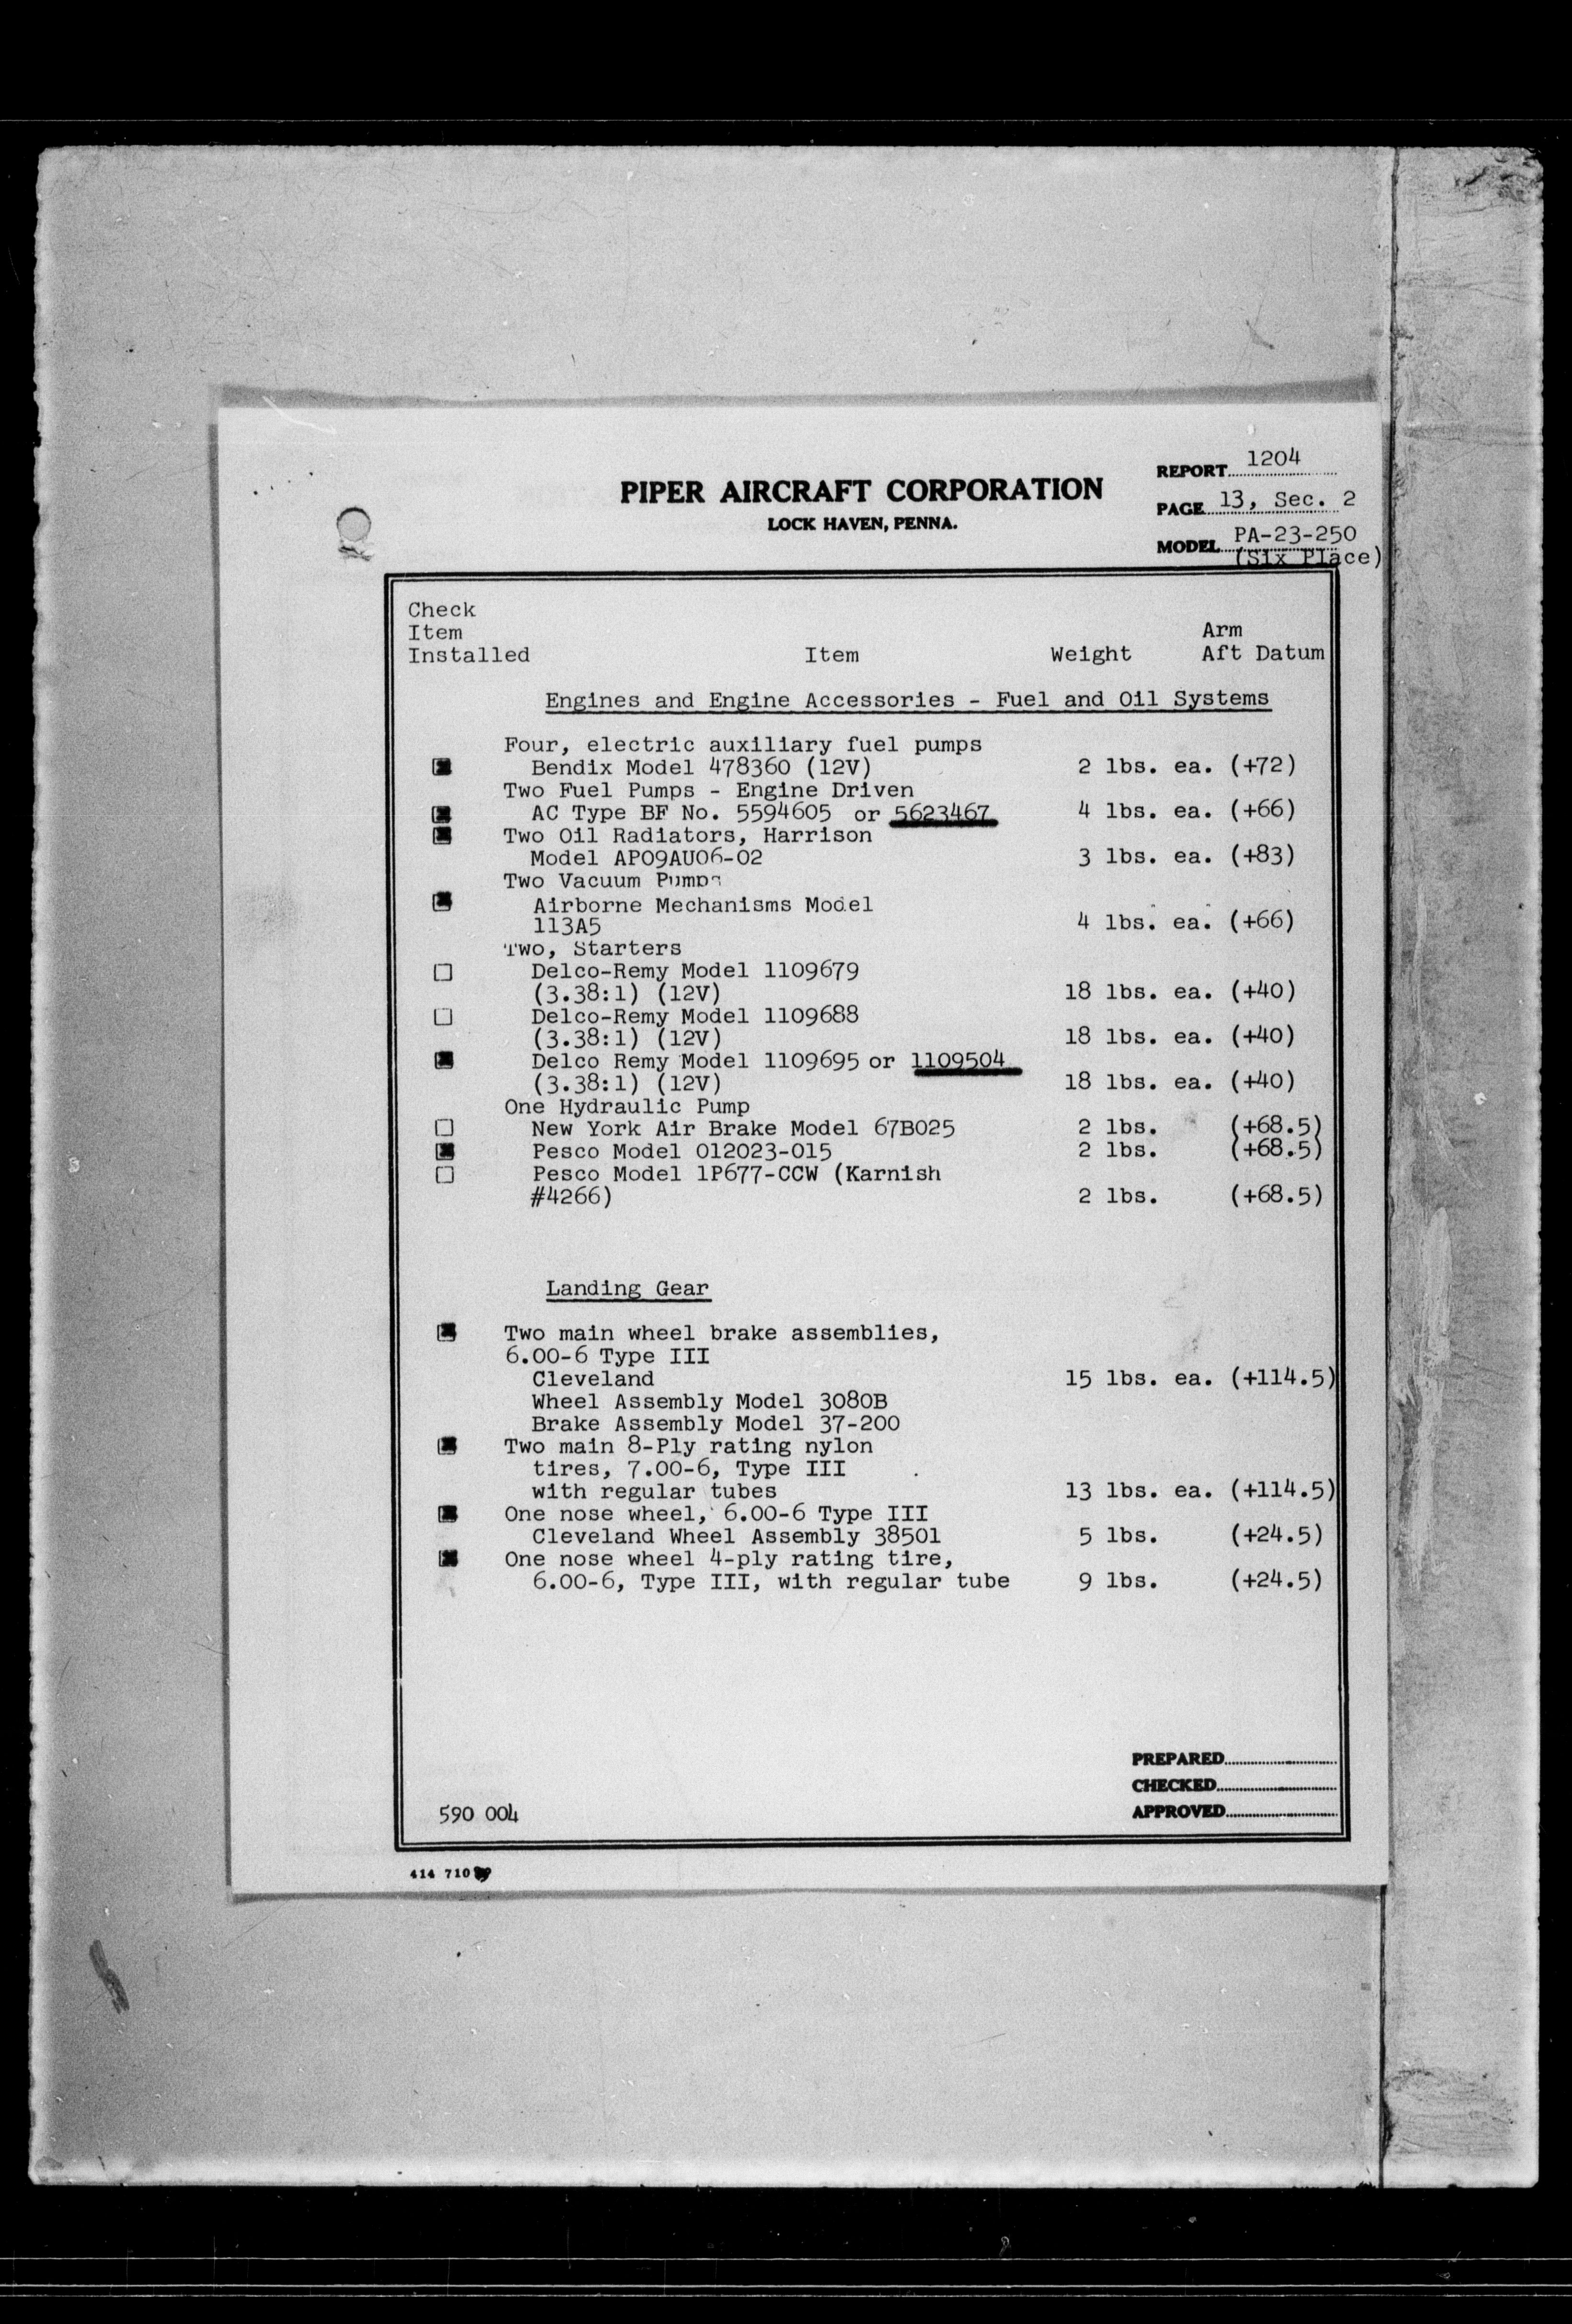 REPORT 1204
PIPER AIRCRAFT CORPORATION
PAGE 13, Sec. 2
LOCK HAVEN, PENNA.
MODEL PA-23-250
(Six Place)
Check
Item Arm
Installed Item Weight Aft Datum
Engines and Engine Accessories - Fuel and Oil Systems
Four, electric auxiliary fuel pumps
Bendix Model 478360 (12V) 2 lbs. ea. (+72)
Two Fuel Pumps - Engine Driven
AC Type BF No. 5594605 or 5623467 4 lbs. ea. (+66)
Two Oil Radiators, Harrison
Model AP09AU06-02 3 lbs. ea. (+83)
Two Vacuum Pumps
Airborne Mechanisms Model
113A5 4 lbs. ea. (+66)
Two, Starters
Delco-Remy Model 1109679
(3.38:1) (12V) 18 lbs. ea. (+40)
Delco-Remy Model 1109688
(3.38:1) (12V) 18 lbs. ea. (+40)
Delco Remy Model 1109695 or 1109504
(3.38:1) (12V) 18 lbs. ea. (+40)
One Hydraulic Pump
New York Air Brake Model 67B025 2 lbs. (+68.5)
Pesco Model 012023-015 2 lbs. (+68.5)
Pesco Model 1P677-CCW (Karnish
#4266) 2 lbs. (+68.5)
Landing Gear
Two main wheel brake assemblies,
6.00-6 Type III
Cleveland 15 lbs. ea. (+114.5)
Wheel Assembly Model 3080B
Brake Assembly Model 37-200
Two main 8-Ply rating nylon
tires, 7.00-6, Type III
with regular tubes 13 lbs. ea. (+114.5)
One nose wheel, 6.00-6 Type III
Cleveland Wheel Assembly 38501 5 lbs. (+24.5)
One nose wheel 4-ply rating tire,
6.00-6, Type III, with regular tube 9 lbs. (+24.5)
PREPARED
CHECKED
590 004 APPROVED
414 710